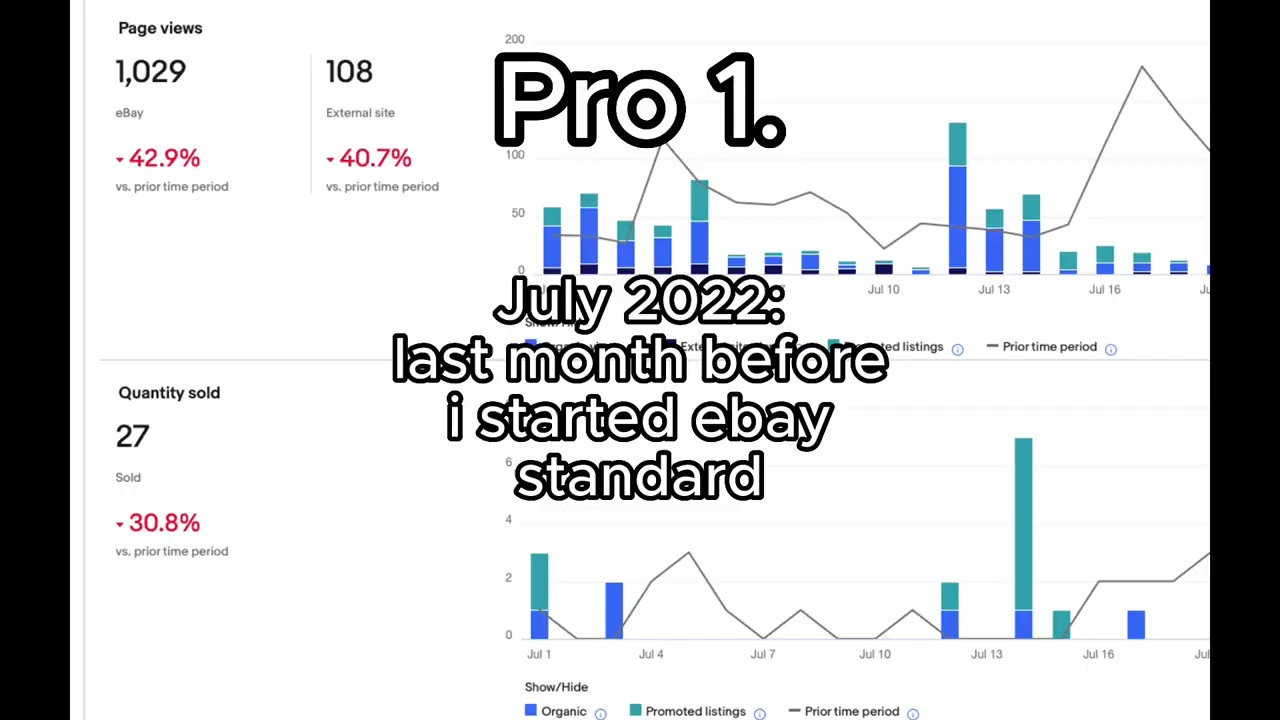 Page views
1,029
108
eBay
External site
42.9%
40.7%
vs. prior time period
vs. prior time period
200
100
50
0
Jul 10
Jul 13
Jul 16
Pro 1.
July 2022:
last month before
i started ebay
standard
Prior time period
listings
Quantity sold
27
Sold
30.8%
vs. prior time period
6
4
2
0
Jul 1
Jul 4
Jul 7
Jul 10
Jul 13
Jul 16
Show/Hide
Organic
Promoted listings
Prior time period